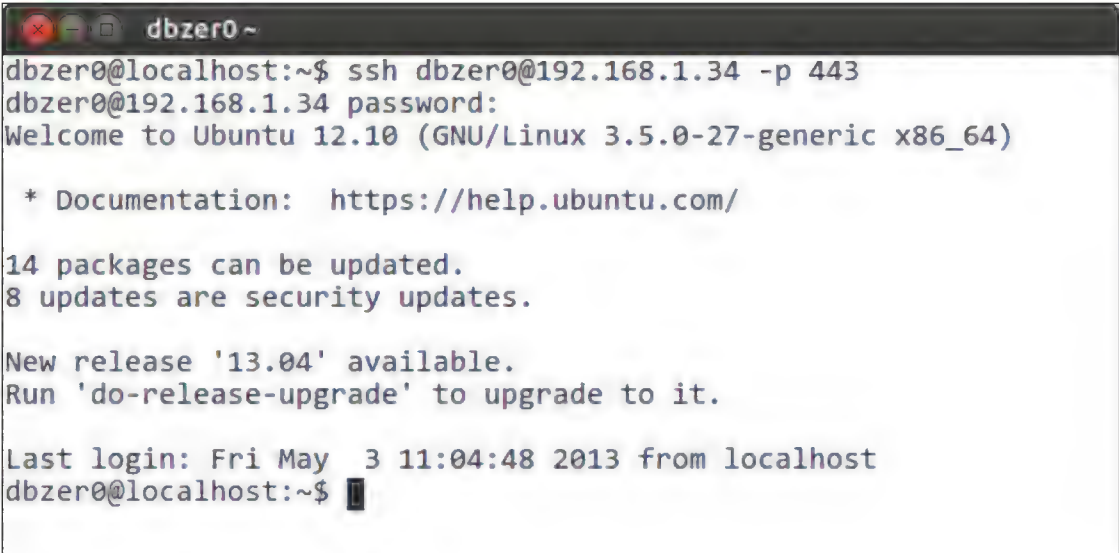 dbzer0 ~
dbzer0@localhost:~$ ssh dbzer0@192.168.1.34 -p 443
dbzer0@192.168.1.34 password:
Welcome to Ubuntu 12.10 (GNU/Linux 3.5.0-27-generic x86_64)
* Documentation:  https://help.ubuntu.com/
14 packages can be updated.
8 updates are security updates.
New release '13.04' available.
Run 'do-release-upgrade' to upgrade to it.
Last login: Fri May  3 11:04:48 2013 from localhost
dbzer0@localhost:~$